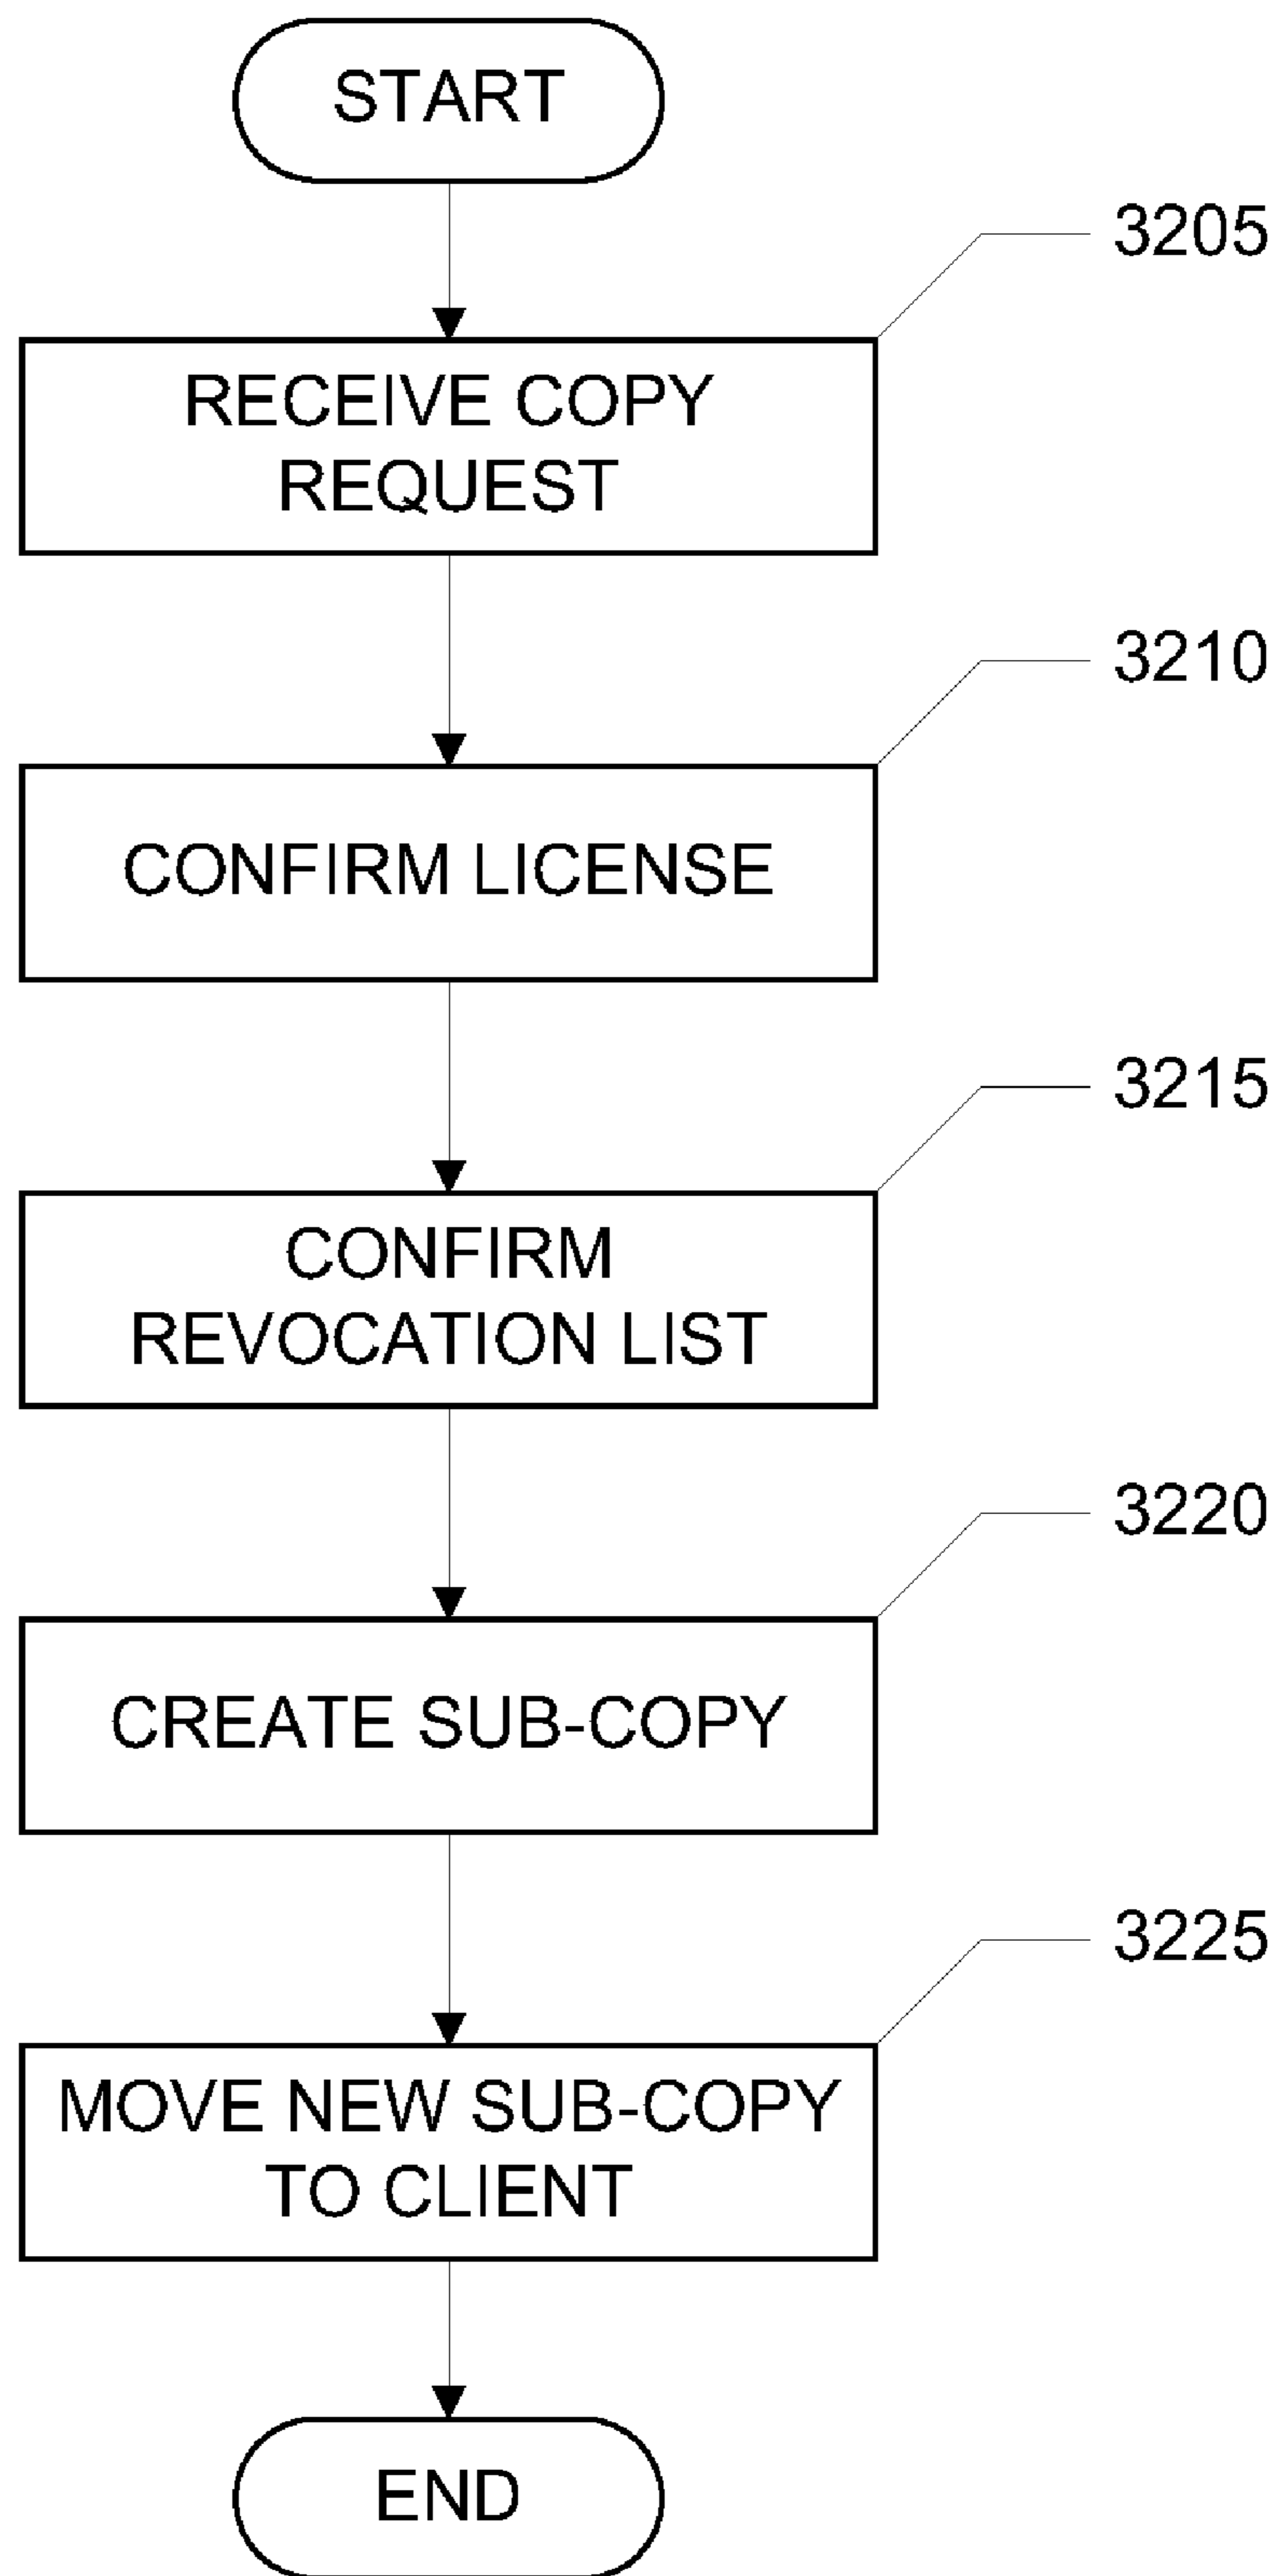 START
3205
RECEIVE COPY
REQUEST
3210
CONFIRM LICENSE
3215
CONFIRM
REVOCATION LIST
3220
CREATE SUB-COPY
3225
MOVE NEW SUB-COPY
TO CLIENT
END